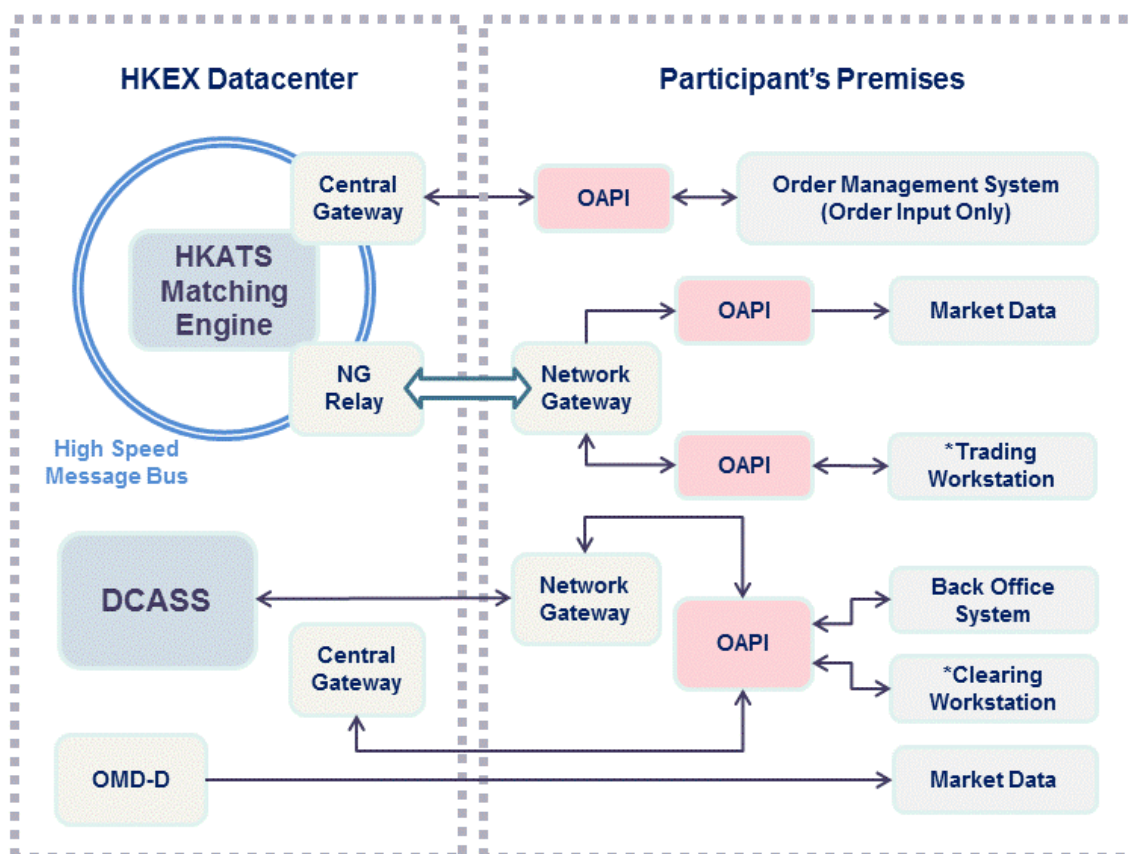 HKEX Datacenter
Participant's Premises
Central
Gateway
OAPI
Order Management System
(Order Input Only)
HKATS
Matching
Engine
OAPI
Market Data
NG
Relay
Network
Gateway
High Speed
Message Bus
OAPI
*Trading
Workstation
DCASS
Network
Gateway
Back Office
System
OAPI
Central
Gateway
*Clearing
Workstation
OMD-D
Market Data